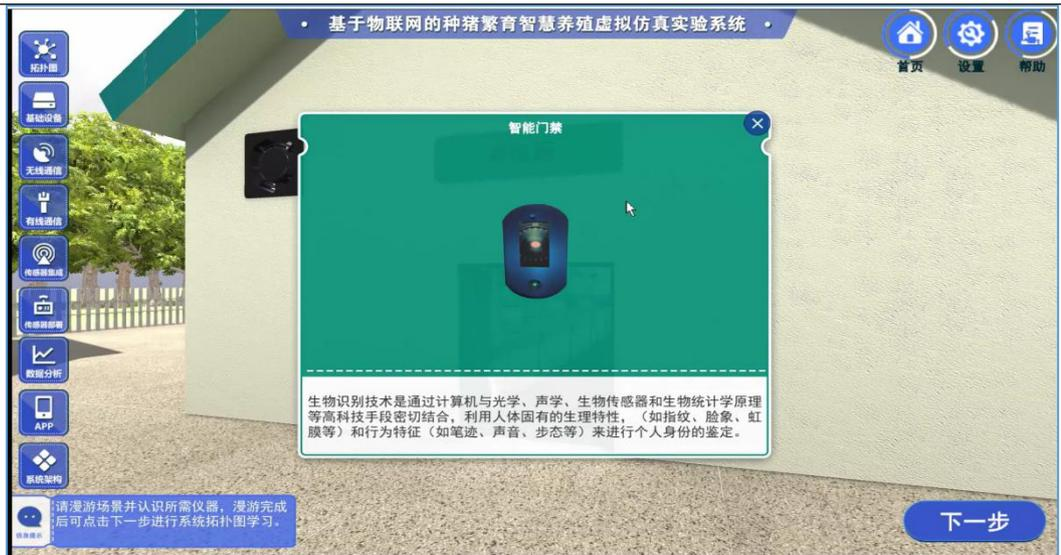 基于物联网的种猪繁育智慧养殖虚拟仿真实验系统
首页
设置
帮助
拓扑图
基础设备
无线通信
有线通信
传感器集成
传感器部署
数据分析
APP
系统架构
智能门禁
生物识别技术是通过计算机与光学、声学、生物传感器和生物统计学原理
等高科技手段密切结合，利用人体固有的生理特性，（如指纹、脸象、虹
膜等）和行为特征（如笔迹、声音、步态等）来进行个人身份的鉴定。
请漫游场景并认识所需仪器，漫游完成
后可点击下一步进行系统拓扑图学习。
下一步